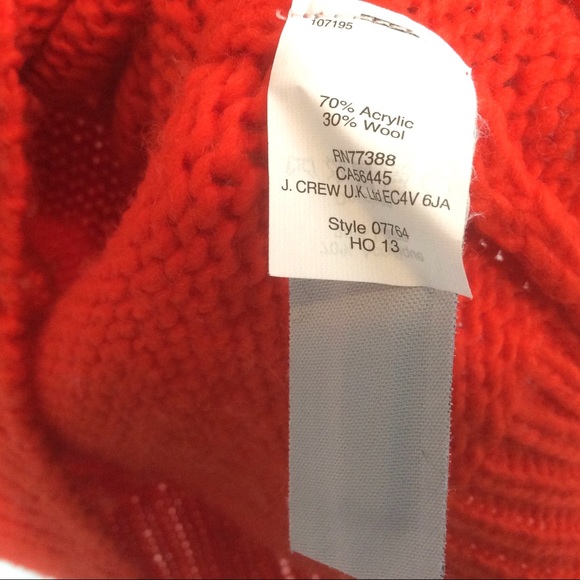 107195
70% Acrylic
30% Wool
RN77388
CA56445
J. CREW U.K. Ltd EC4V 6JA
Style 07764
HO 13